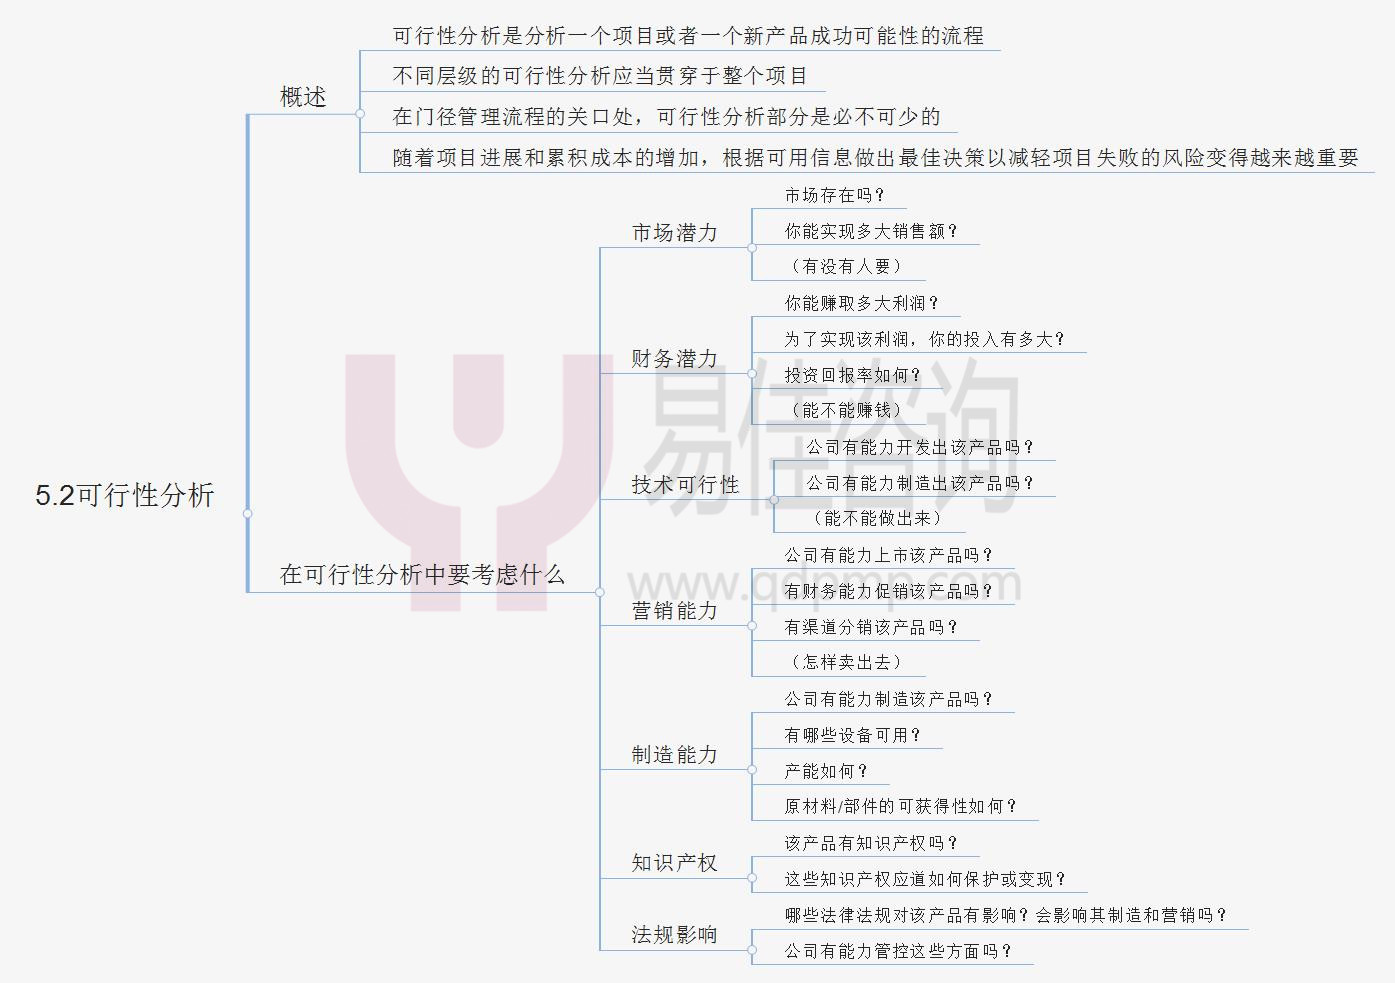 可行性分析是分析一个项目或者一个新产品成功可能性的流程
不同层级的可行性分析应当贯穿于整个项目
概述
在门径管理流程的关口处，可行性分析部分是必不可少的
随着项目进展和累积成本的增加，根据可用信息做出最佳决策以减轻项目失败的风险变得越来越重要
市场存在吗？
市场潜力
你能实现多大销售额？
（有没有人要）
你能赚取多大利润？
为了实现该利润，你的投入有多大？
财务潜力
投资回报率如何？
（能不能赚钱）
易佳咨询
公司有能力开发出该产品吗？
技术可行性
公司有能力制造出该产品吗？
（能不能做出来）
5.2可行性分析
在可行性分析中要考虑什么
公司有能力上市该产品吗？
www.qdpmp.com
有财务能力促销该产品吗？
营销能力
有渠道分销该产品吗？
（怎样卖出去）
公司有能力制造该产品吗？
有哪些设备可用？
制造能力
产能如何？
原材料/部件的可获得性如何？
该产品有知识产权吗？
知识产权
这些知识产权应道如何保护或变现？
哪些法律法规对该产品有影响？会影响其制造和营销吗？
法规影响
公司有能力管控这些方面吗？